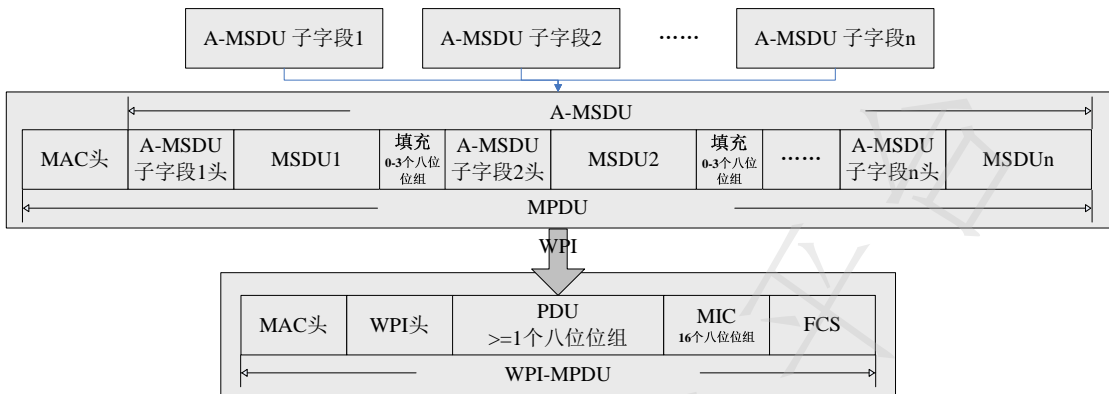 A-MSDU 子字段1
A-MSDU 子字段2
……
A-MSDU 子字段n
A-MSDU
MAC头
A-MSDU
子字段1头
MSDU1
填充
0-3个八位
位组
A-MSDU
子字段2头
MSDU2
填充
0-3个八位
位组
……
A-MSDU
子字段n头
MSDUn
MPDU
WPI
MAC头
WPI头
PDU
>=1个八位位组
MIC
16个八位位组
FCS
WPI-MPDU